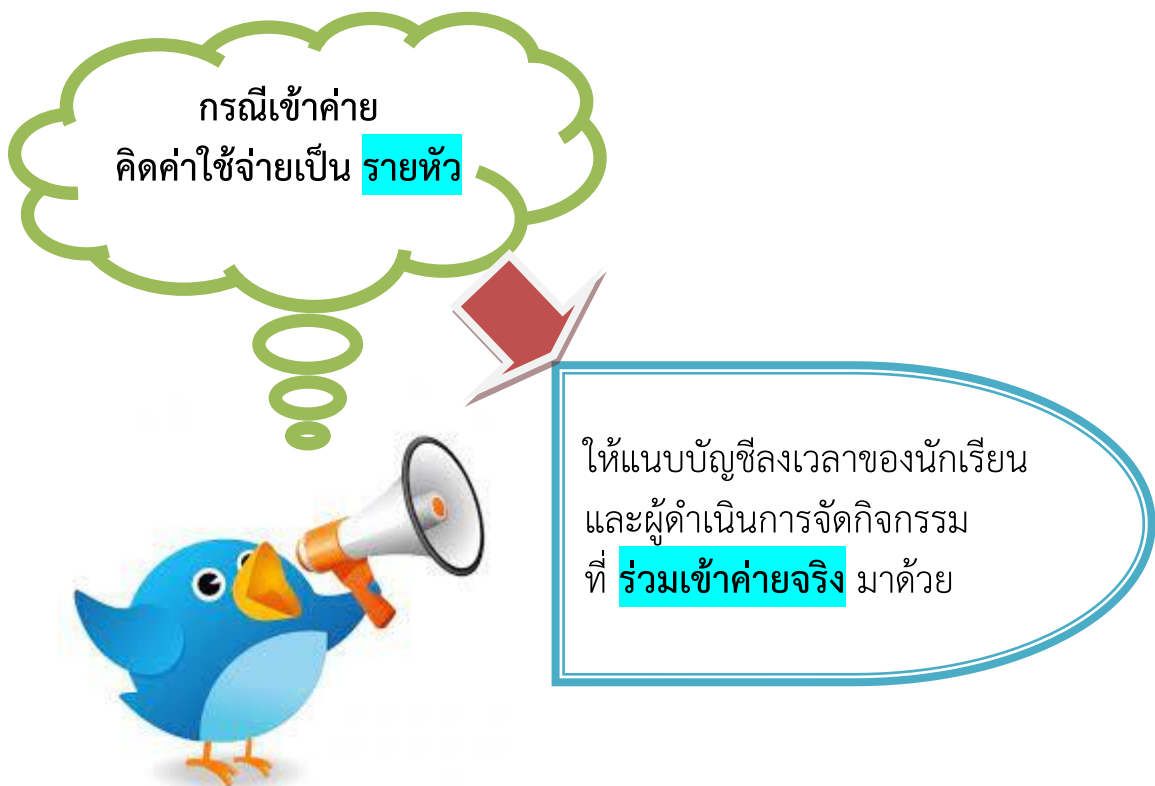 กรณีเข้าค่าย
คิดค่าใช้จ่ายเป็น รายหัว
ให้แนบบัญชีลงเวลาของนักเรียน
และผู้ดำเนินการจัดกิจกรรม
ที่ ร่วมเข้าค่ายจริง มาด้วย